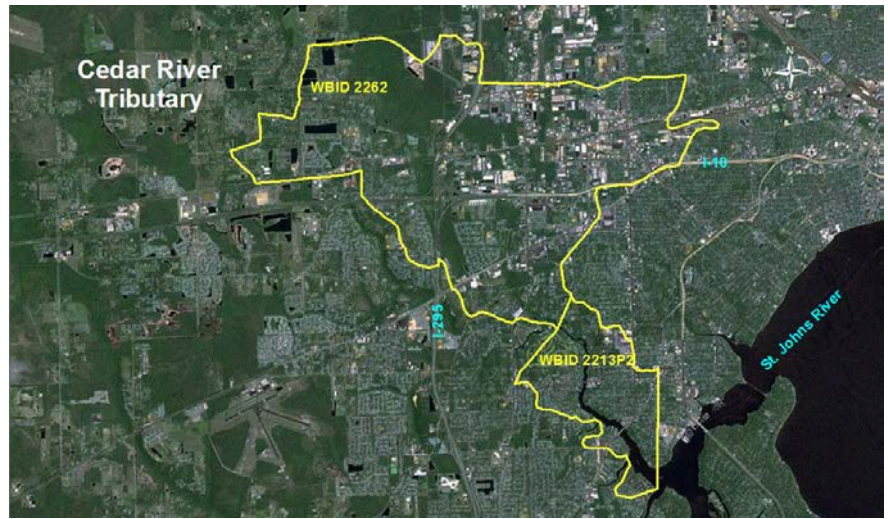 Cedar River
Tributary
WBID 2262
N
W E
S
I-10
I-295
St. Johns River
WBID 2213P2